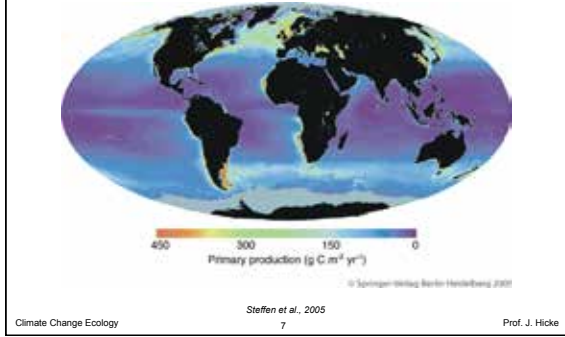 450 300 150 0
Primary production (g C m⁻² yr⁻¹)
© Springer-Verlag Berlin Heidelberg 2005
Steffen et al., 2005
Climate Change Ecology 7 Prof. J. Hicke